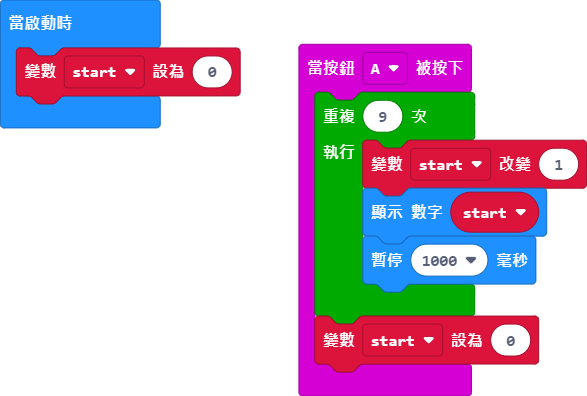 當啟動時
變數 start 設為 0
當按鈕 A 被按下
重複 9 次
執行
變數 start 改變 1
顯示 數字 start
暫停 1000 毫秒
變數 start 設為 0